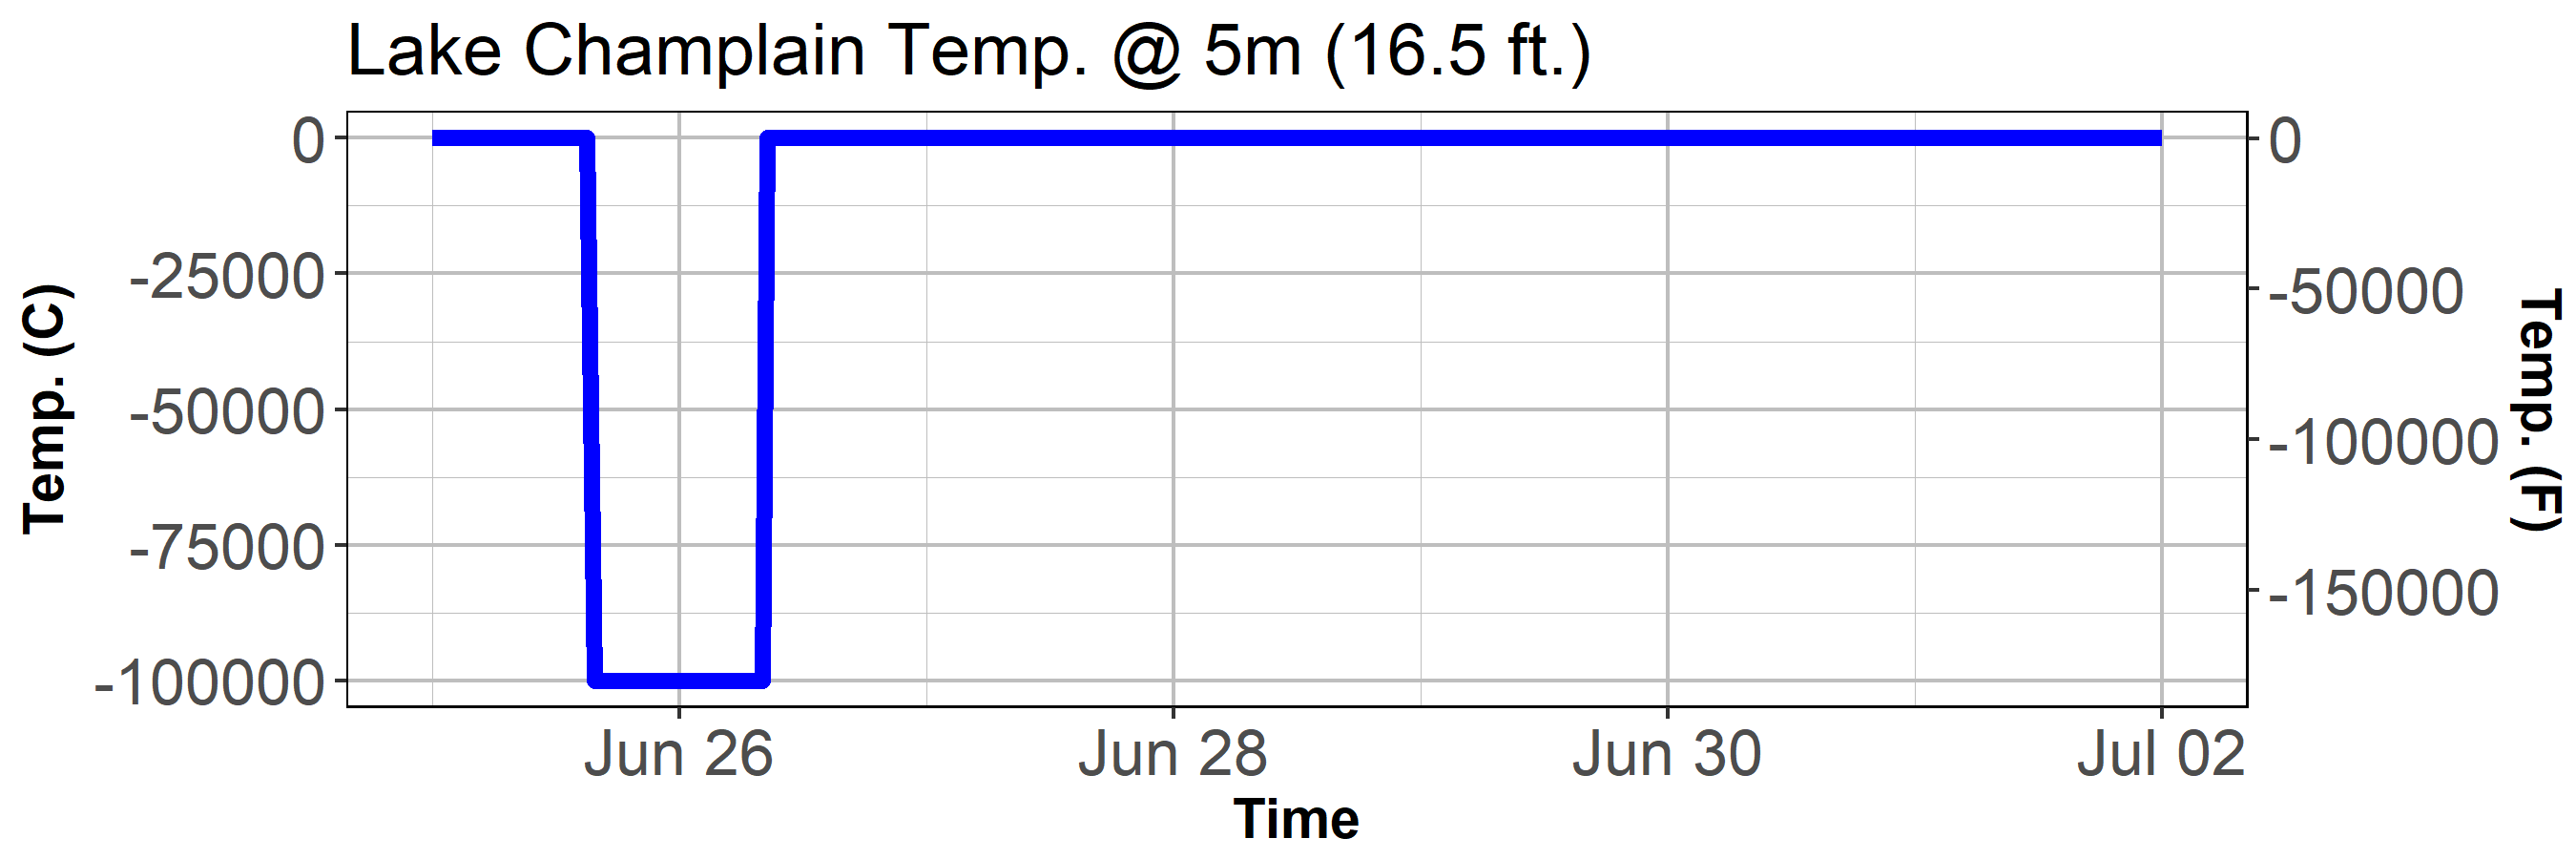 Lake Champlain Temp. @ 5m (16.5 ft.)
Temp. (C)
0
-25000
-50000
-75000
-100000
0
-50000
-100000
-150000
Temp. (F)
Jun 26
Jun 28
Jun 30
Jul 02
Time